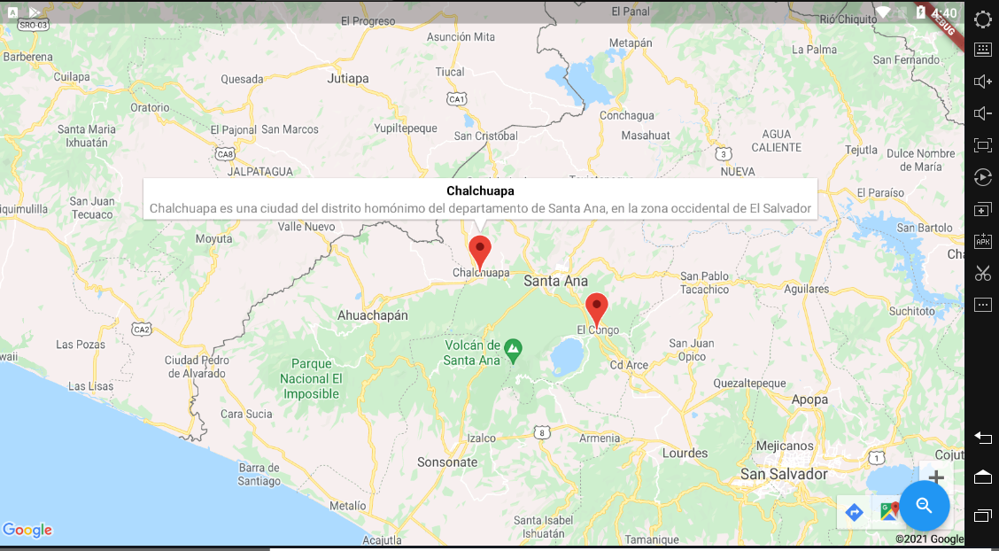 A
4:40
DEBUG
SRO-03
El Progreso
El Panal
Rió Chiquito
Asunción Mita
Metapán
La Palma
San Fernando
Barberena
Cuilapa
Quesada
Jutiapa
Tiucal
CA1
Oratorio
Conchagua
Santa Maria
Ixhuatán
El Pajonal
San Marcos
Yupiltepeque
San Cristóbal
Masahuat
AGUA
CALIENTE
Tejutla
Dulce Nombre
de María
CA8
3
JALPATAGUA
NUEVA
El Paraíso
San Juan
Tecuaco
iquimulilla
Chalchuapa
Chalchuapa es una ciudad del distrito homónimo del departamento de Santa Ana, en la zona occidental de El Salvador
Valle Nuevo
Moyuta
San Bartolo
Cha
Chalchuapa
Santa Ana
San Pablo
Tacachico
Aguilares
Suchitoto
Ahuachapán
El Congo
CA2
Las Pozas
Volcán de
Santa Ana
San Juan
Opico
waii
Ciudad Pedro
de Alvarado
Parque
Nacional El
Imposible
Cd Arce
Las Lisas
Quezaltepeque
Apopa
Cara Sucia
Izalco
8
Armenia
Mejicanos
Lourdes
Sonsonate
1
Cojut
Barra de
Santiago
San Salvador
+
Metalío
G
Santa Isabel
Ishuatán
Google
Acajutla
Tamanique
©2021 Google
APK